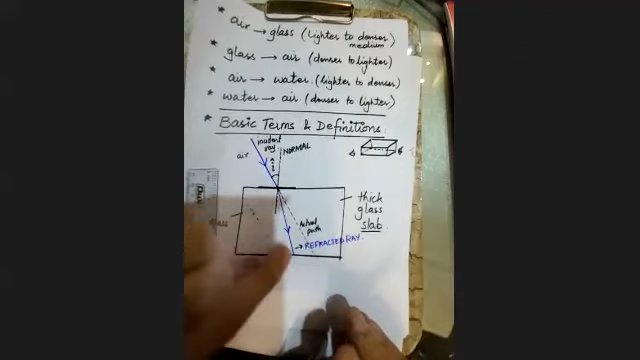 * air → glass (lighter to denser medium)
* glass → air (denser to lighter)
* air → water (lighter to denser)
* water → air (denser to lighter)
* Basic Terms & Definitions
incident ray
NORMAL
air
thick
glass
slab
Actual
path
→ REFRACTED RAY